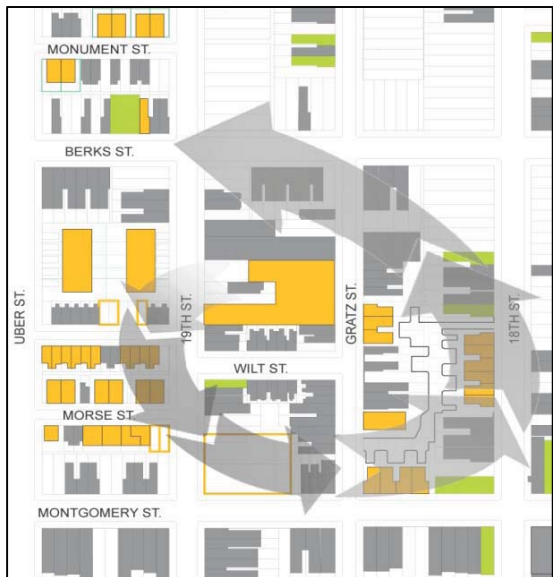 MONUMENT ST.
BERKS ST.
UBER ST.
19TH ST.
GRATZ ST.
18TH ST.
WILT ST.
MORSE ST.
MONTGOMERY ST.